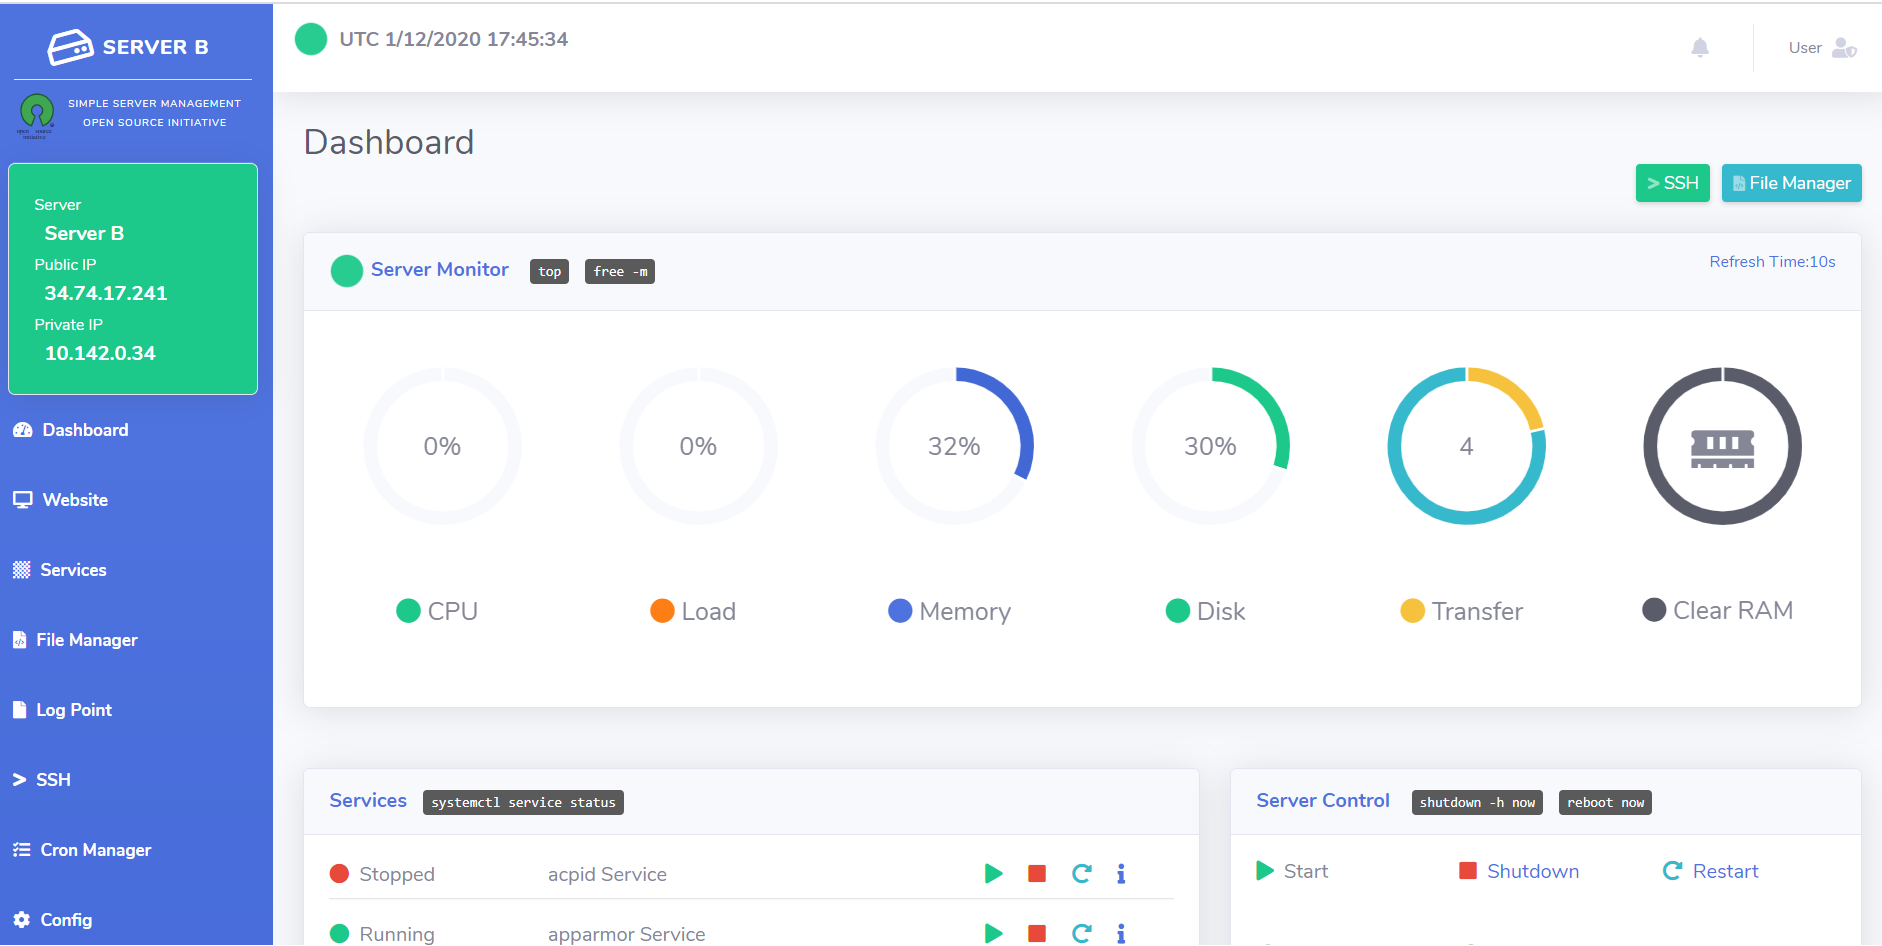 SERVER B
SIMPLE SERVER MANAGEMENT
OPEN SOURCE INITIATIVE
open source
initiative
Server
Server B
Public IP
34.74.17.241
Private IP
10.142.0.34
Dashboard
Website
Services
File Manager
Log Point
SSH
Cron Manager
Config
UTC 1/12/2020 17:45:34
User
Dashboard
> SSH
File Manager
Server Monitor top free -m
Refresh Time:10s
0% 0% 32% 30% 4
CPU Load Memory Disk Transfer Clear RAM
Services systemctl service status
Stopped acpid Service
Running apparmor Service
Server Control shutdown -h now reboot now
Start Shutdown Restart